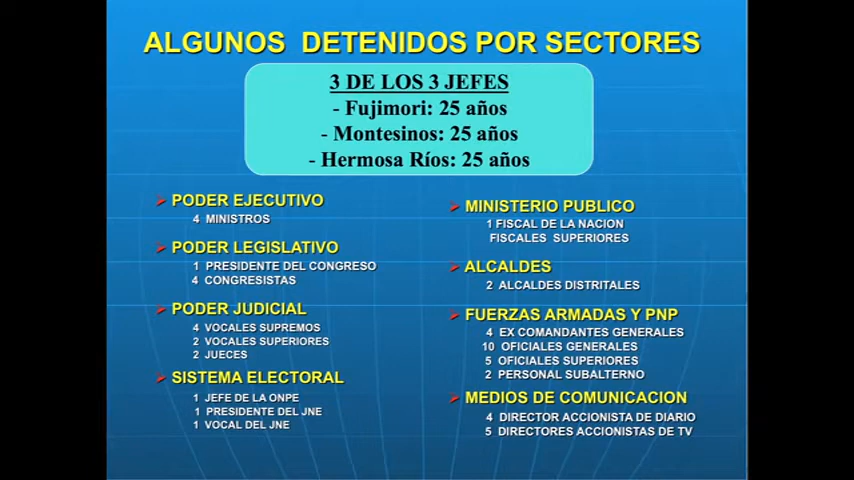 ALGUNOS DETENIDOS POR SECTORES
3 DE LOS 3 JEFES
- Fujimori: 25 años
- Montesinos: 25 años
- Hermosa Ríos: 25 años
PODER EJECUTIVO
4 MINISTROS
PODER LEGISLATIVO
1 PRESIDENTE DEL CONGRESO
4 CONGRESISTAS
PODER JUDICIAL
4 VOCALES SUPREMOS
2 VOCALES SUPERIORES
2 JUECES
SISTEMA ELECTORAL
1 JEFE DE LA ONPE
1 PRESIDENTE DEL JNE
1 VOCAL DEL JNE
MINISTERIO PUBLICO
1 FISCAL DE LA NACION
FISCALES SUPERIORES
ALCALDES
2 ALCALDES DISTRITALES
FUERZAS ARMADAS Y PNP
4 EX COMANDANTES GENERALES
10 OFICIALES GENERALES
5 OFICIALES SUPERIORES
2 PERSONAL SUBALTERNO
MEDIOS DE COMUNICACION
4 DIRECTOR ACCIONISTA DE DIARIO
5 DIRECTORES ACCIONISTAS DE TV